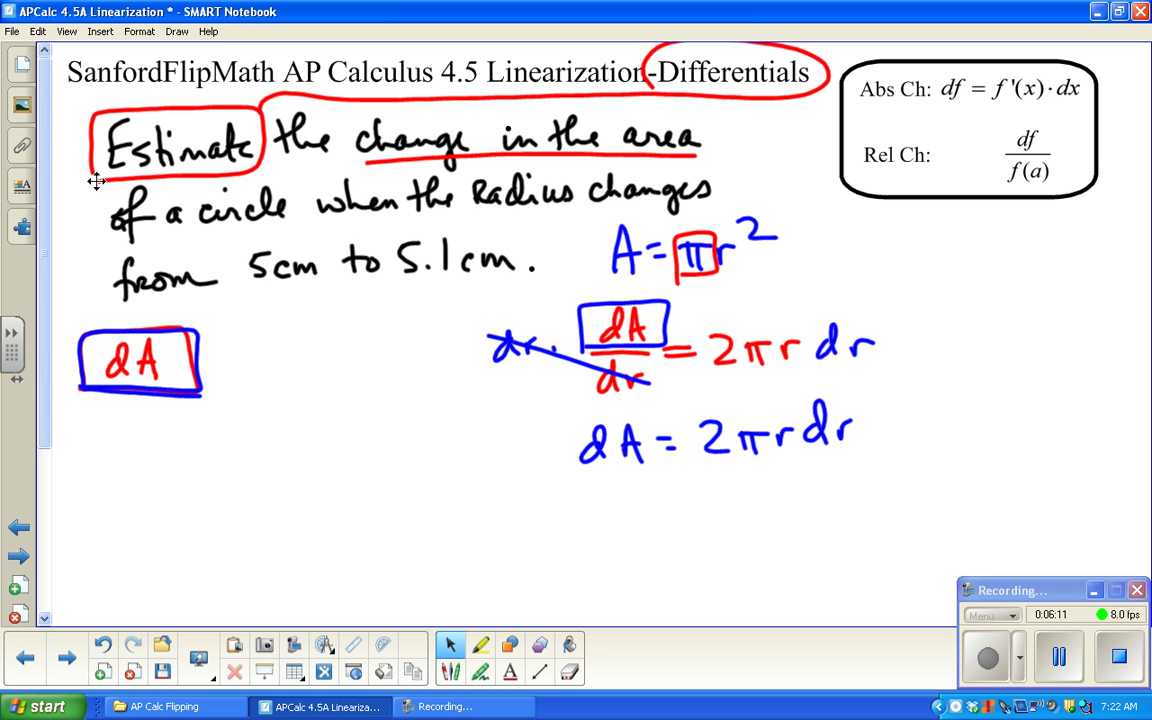 APCalc 4.5A Linearization * - SMART Notebook
File Edit View Insert Format Draw Help
SanfordFlipMath AP Calculus 4.5 Linearization-Differentials
Abs Ch: df = f '(x)·dx
Rel Ch: df / f(a)
Estimate the change in the area
of a circle when the Radius changes
from 5cm to 5.1cm.
A = πr²
dA
dr. dA/dr = 2πr dr
dA = 2πr dr
Recording...
Menu
0:06:11
8.0 fps
start
AP Calc Flipping
APCalc 4.5A Lineariza...
Recording...
7:22 AM